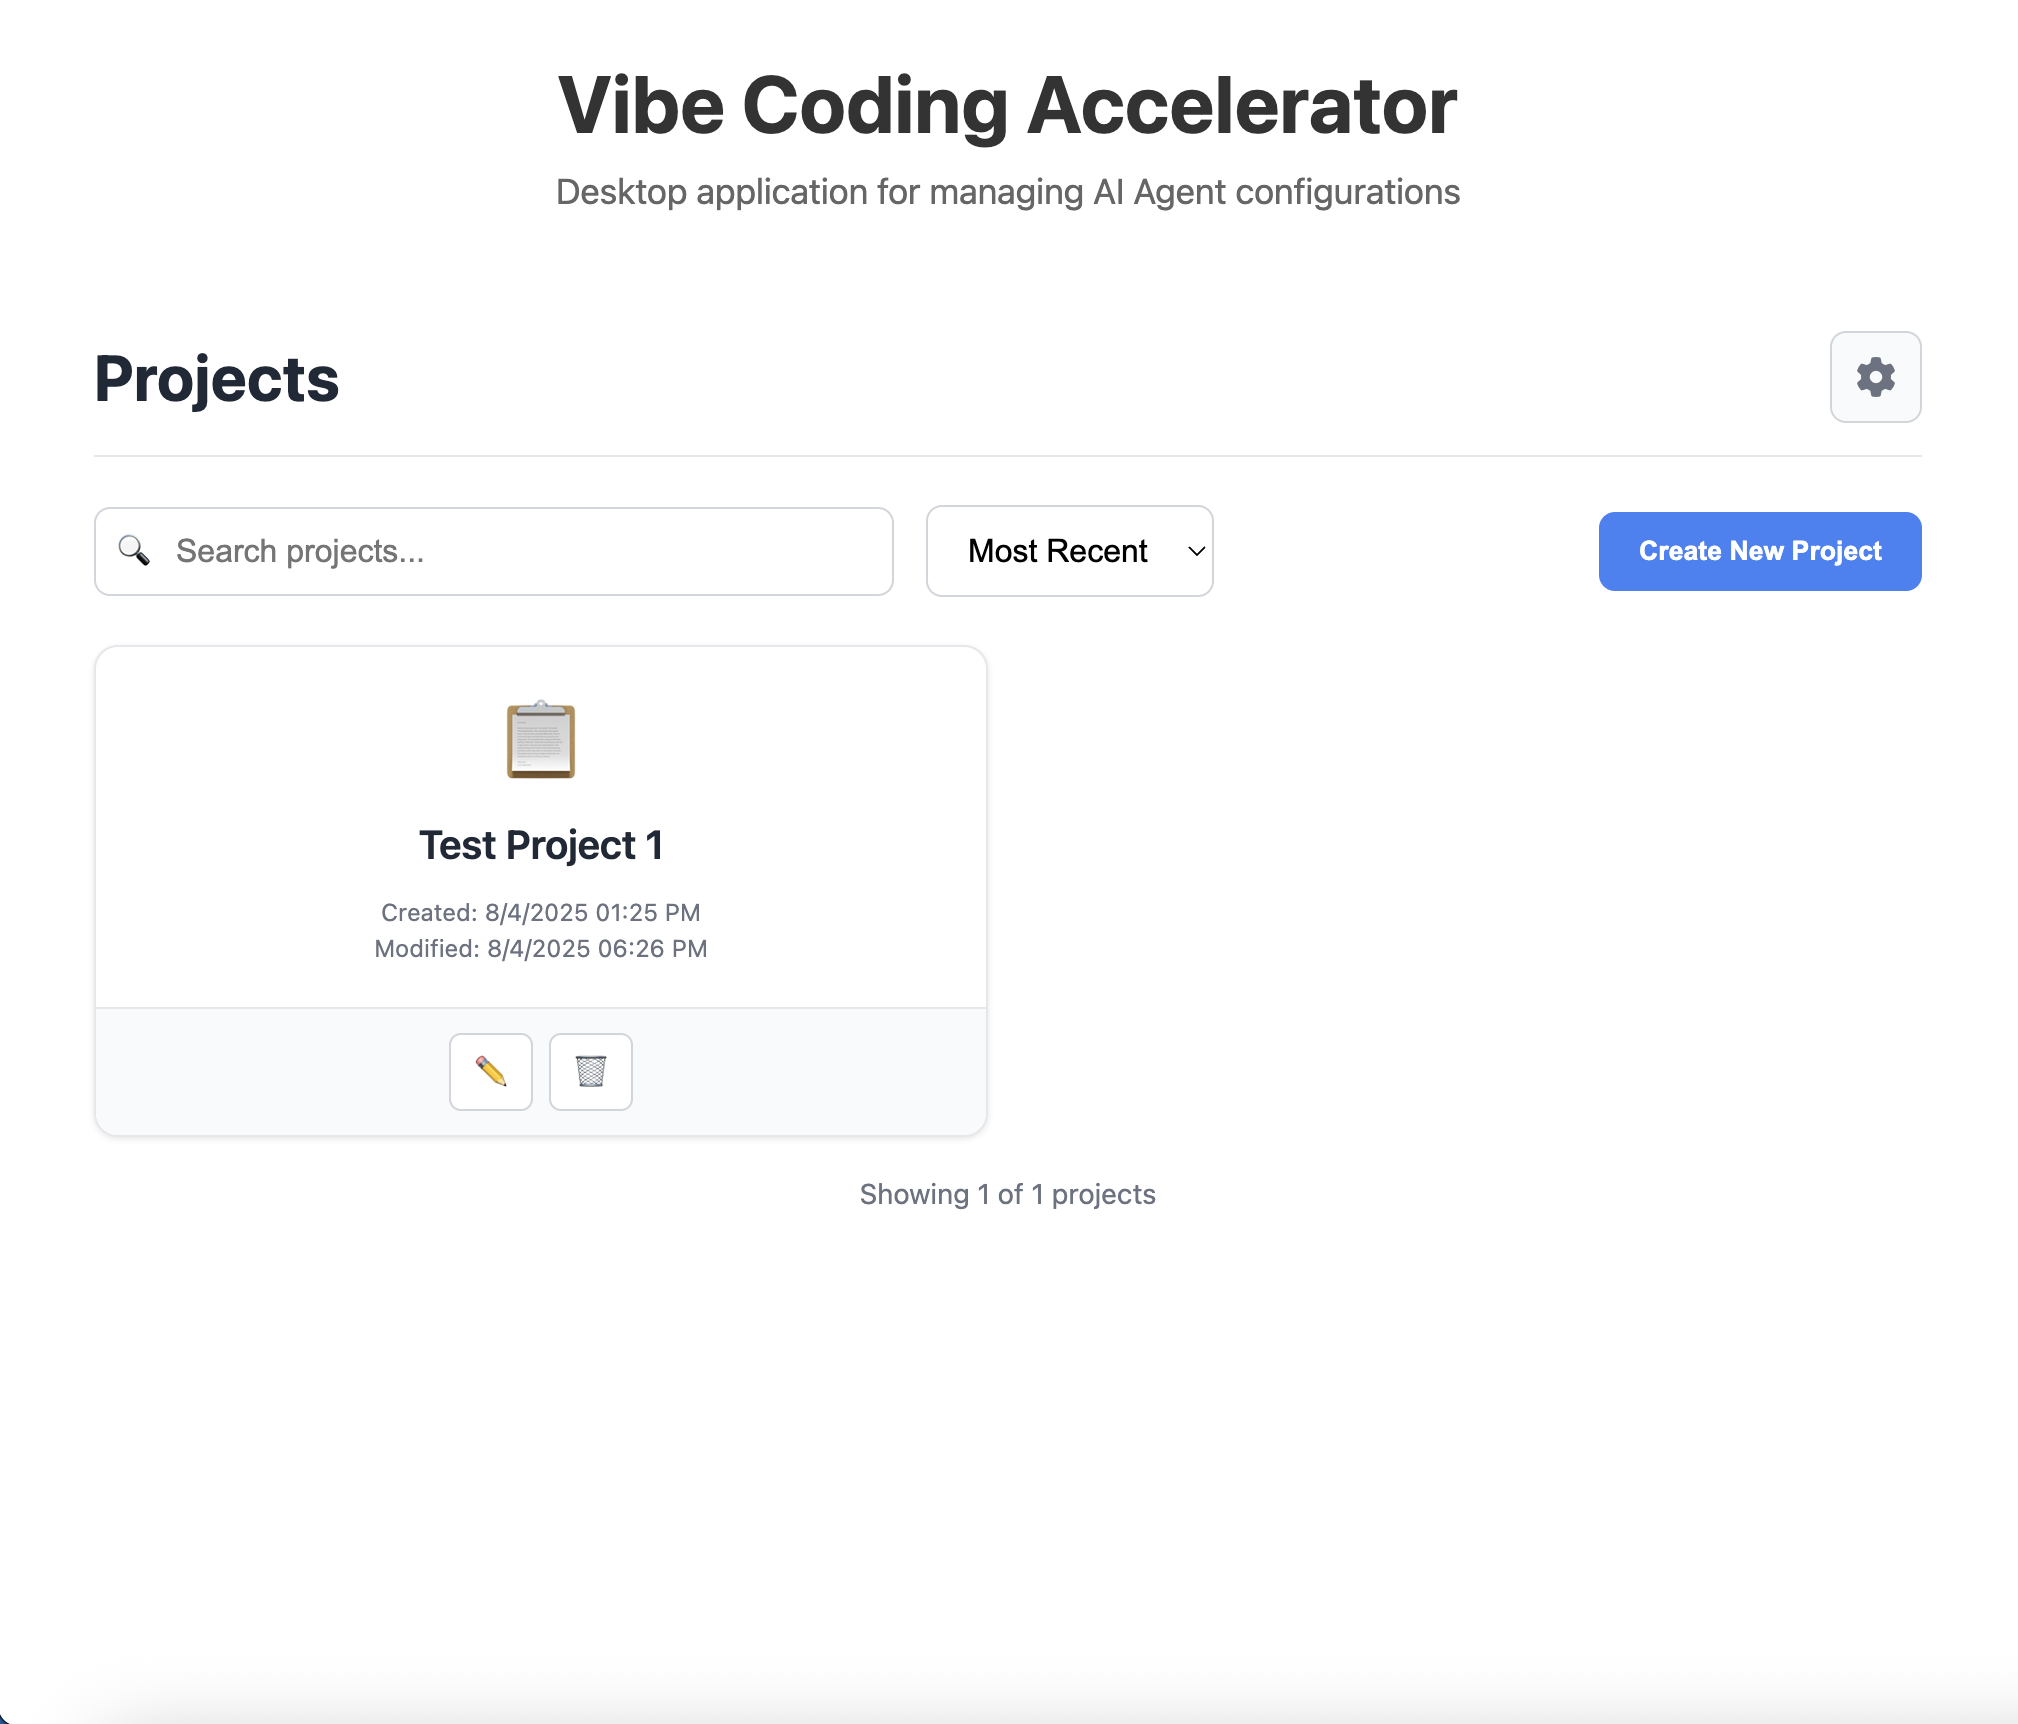 Vibe Coding Accelerator
Desktop application for managing AI Agent configurations
Projects
Search projects...
Most Recent
Create New Project
Test Project 1
Created: 8/4/2025 01:25 PM
Modified: 8/4/2025 06:26 PM
Showing 1 of 1 projects